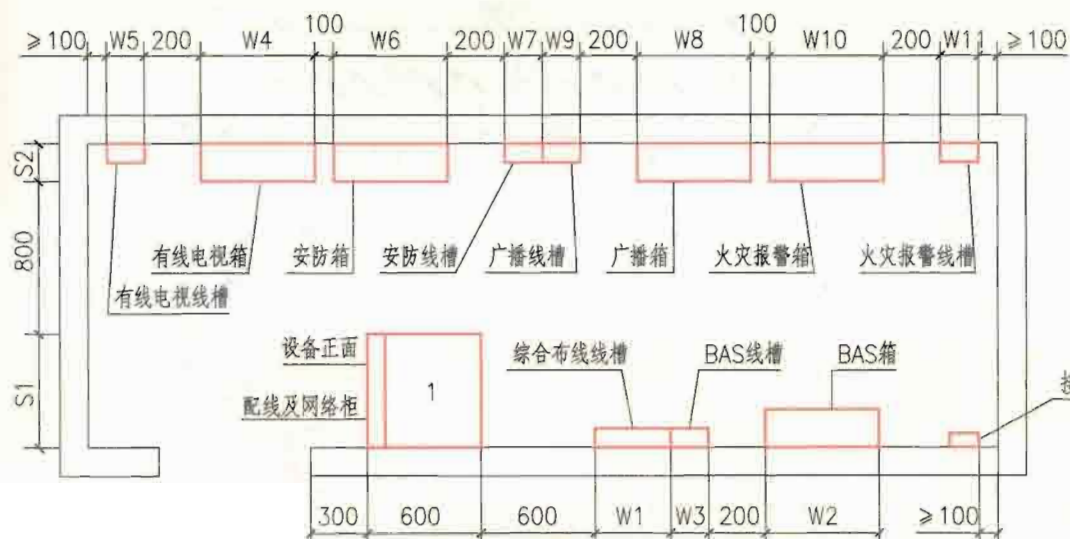 100
≥100 W5 200 W4 W6 200 W7 W9 200 W8 100 W10 200 W11 ≥100
S2
800
S1
有线电视箱 安防箱 安防线槽 广播线槽 广播箱 火灾报警箱 火灾报警线槽
有线电视线槽
设备正面 综合布线线槽 BAS线槽 BAS箱
配线及网络柜 1
300 600 600 W1 W3 200 W2 ≥100